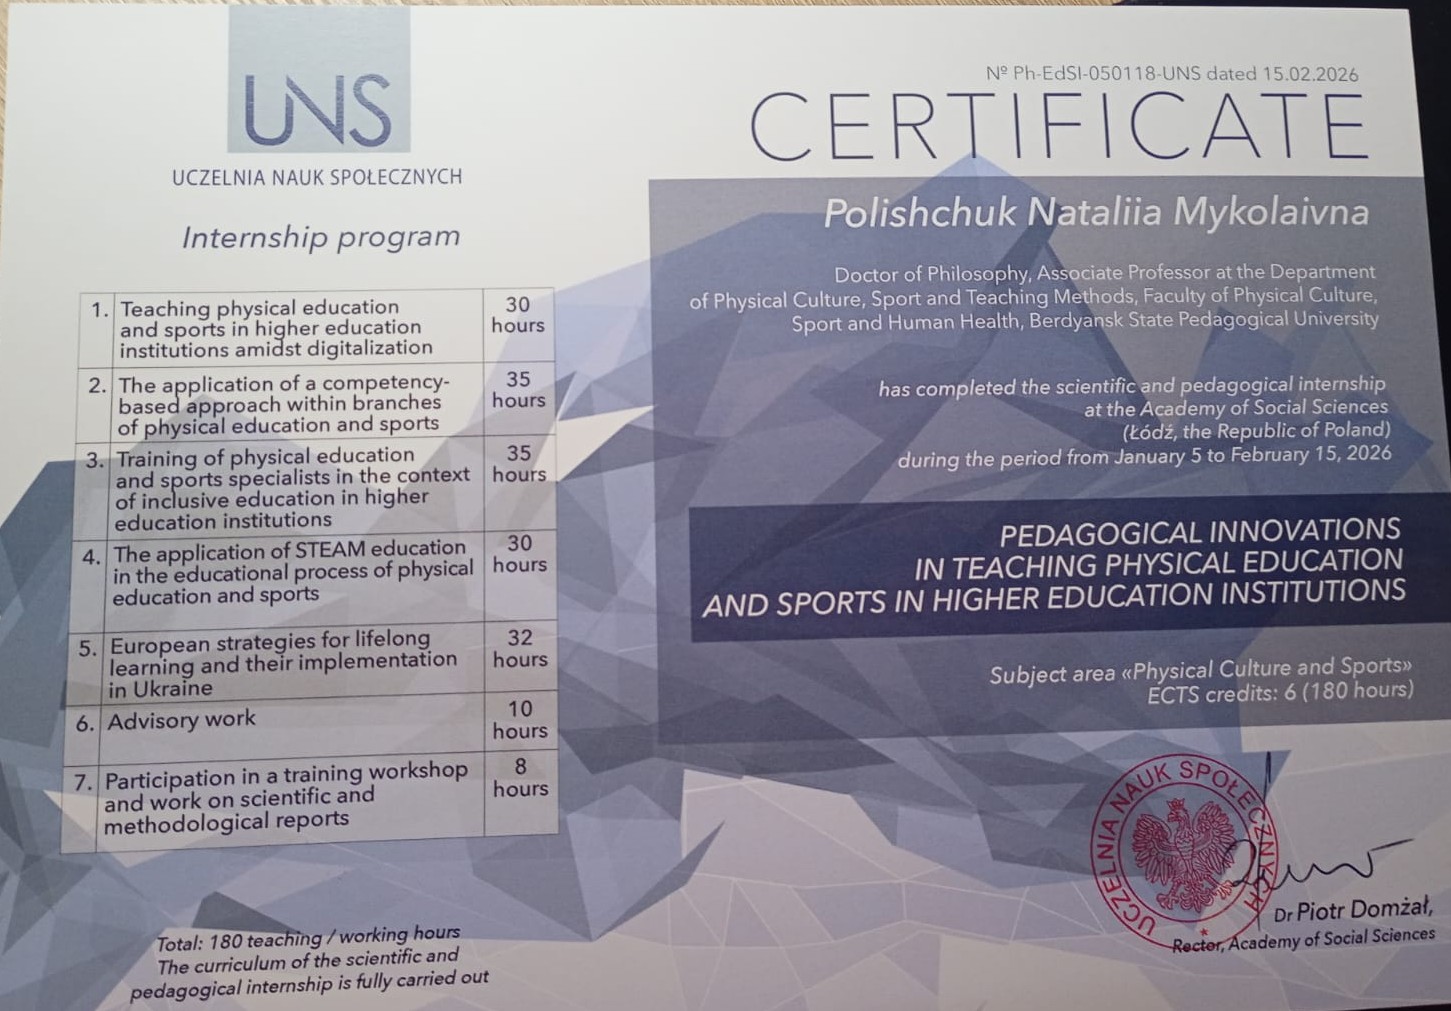 UNS
UCZELNIA NAUK SPOŁECZNYCH
Internship program
1. Teaching physical education
and sports in higher education
institutions amidst digitalization
30
hours
2. The application of a competency-
based approach within branches
of physical education and sports
35
hours
3. Training of physical education
and sports specialists in the context
of inclusive education in higher
education institutions
35
hours
4. The application of STEAM education
in the educational process of physical
education and sports
30
hours
5. European strategies for lifelong
learning and their implementation
in Ukraine
32
hours
6. Advisory work
10
hours
7. Participation in a training workshop
and work on scientific and
methodological reports
8
hours
Total: 180 teaching / working hours
The curriculum of the scientific and
pedagogical internship is fully carried out
Nº Ph-EdSI-050118-UNS dated 15.02.2026
CERTIFICATE
Polishchuk Nataliia Mykolaivna
Doctor of Philosophy, Associate Professor at the Department
of Physical Culture, Sport and Teaching Methods, Faculty of Physical Culture,
Sport and Human Health, Berdyansk State Pedagogical University
has completed the scientific and pedagogical internship
at the Academy of Social Sciences
(Łódź, the Republic of Poland)
during the period from January 5 to February 15, 2026
PEDAGOGICAL INNOVATIONS
IN TEACHING PHYSICAL EDUCATION
AND SPORTS IN HIGHER EDUCATION INSTITUTIONS
Subject area «Physical Culture and Sports»
ECTS credits: 6 (180 hours)
UCZELNIA NAUK SPOŁECZNYCH
Dr Piotr Domżał,
Rector, Academy of Social Sciences